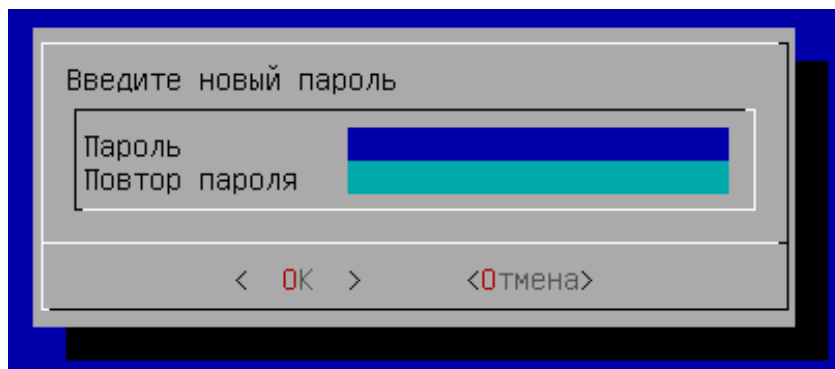 Введите новый пароль
Пароль
Повтор пароля
< OK > <Отмена>